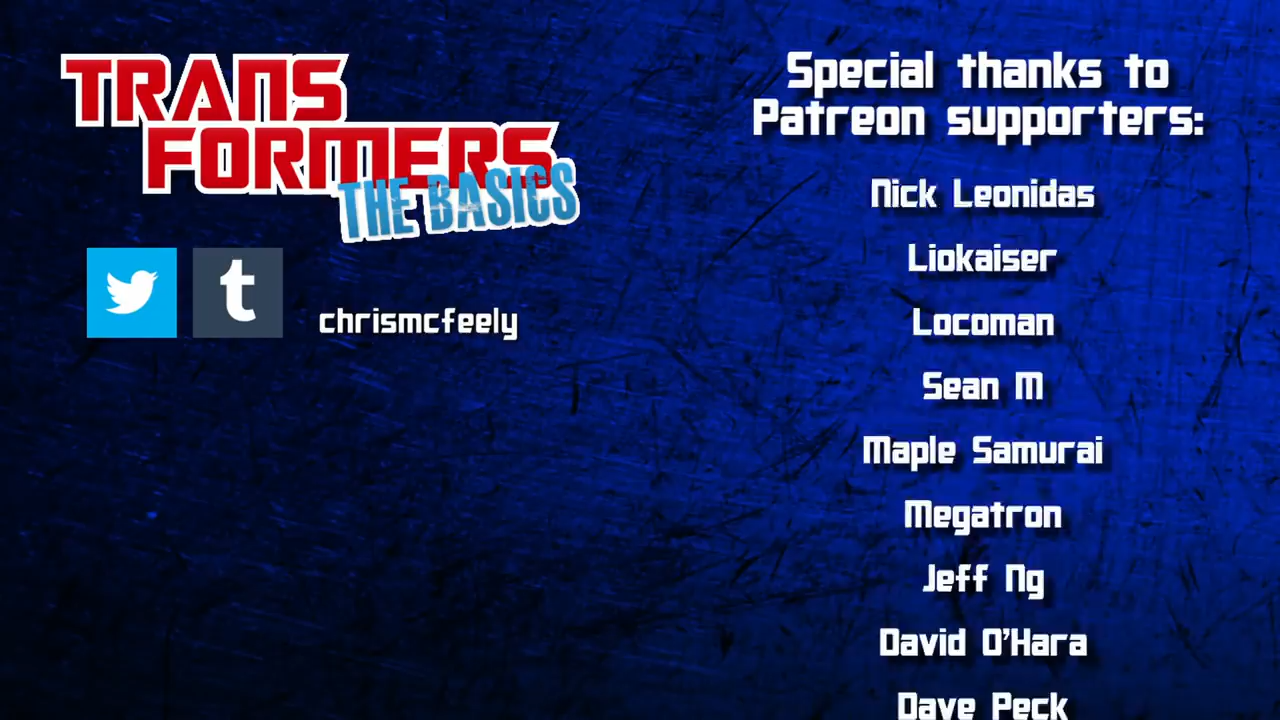 TRANS
FORMERS
THE BASICS
chrismcfeely
Special thanks to
Patreon supporters:
Nick Leonidas
Liokaiser
Locoman
Sean M
Maple Samurai
Megatron
Jeff Ng
David O'Hara
Dave Peck